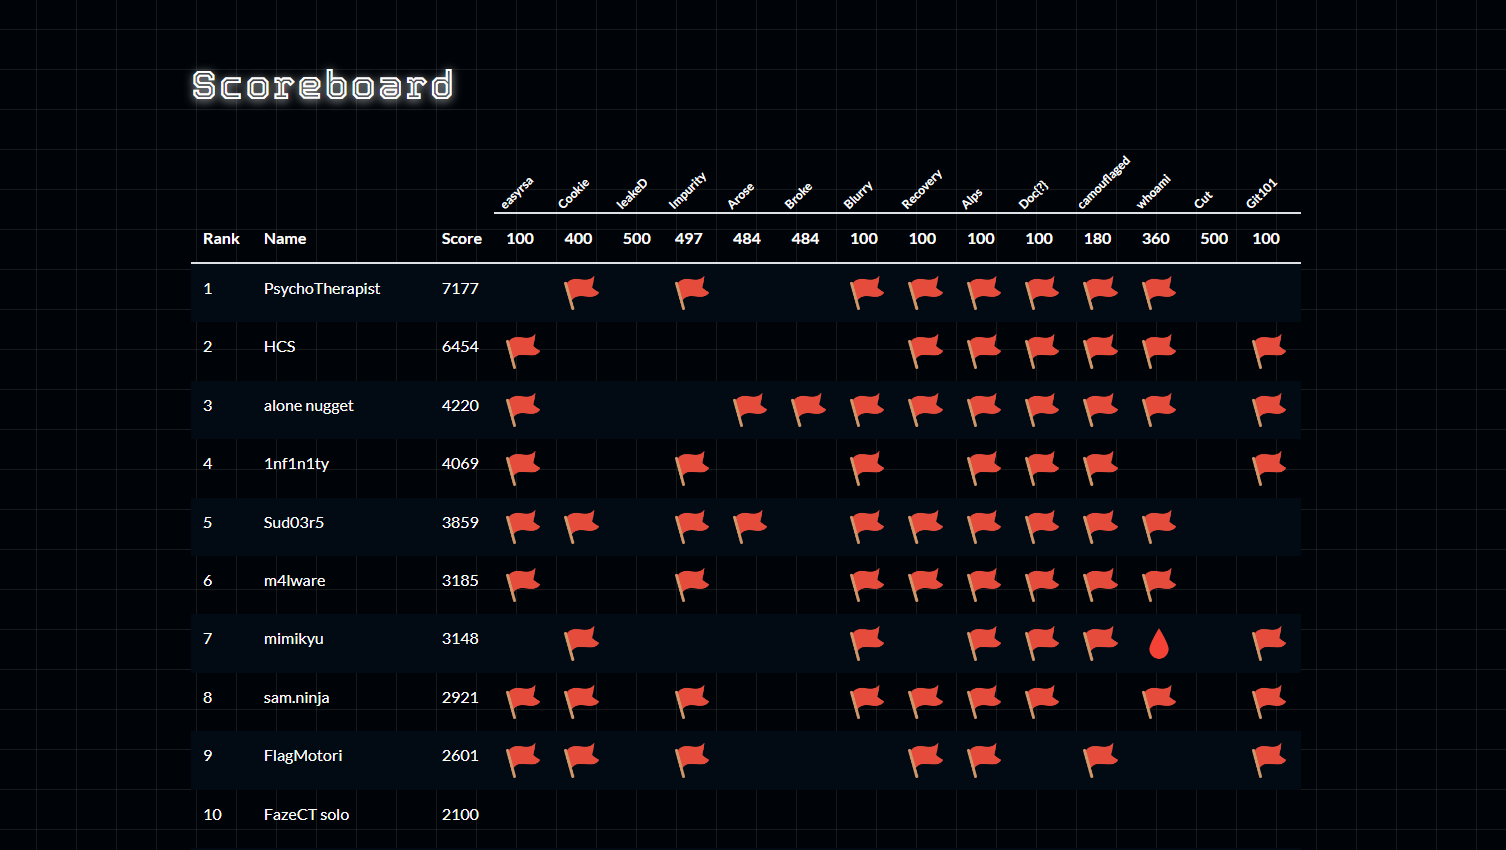 Scoreboard
easyrsa Cookie leakeD Impurity Arose Broke Blurry Recovery Alps Doc{?} camouflaged whoami Cut Git101
Rank Name Score 100 400 500 497 484 484 100 100 100 100 180 360 500 100
1 PsychoTherapist 7177
2 HCS 6454
3 alone nugget 4220
4 1nf1n1ty 4069
5 Sud03r5 3859
6 m4lware 3185
7 mimikyu 3148
8 sam.ninja 2921
9 FlagMotori 2601
10 FazeCT solo 2100